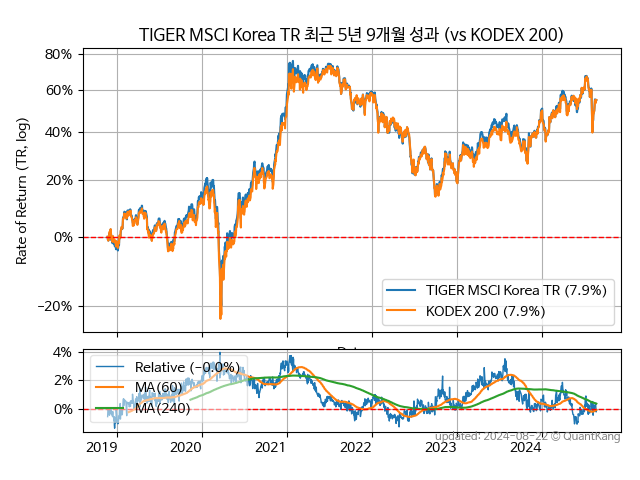 TIGER MSCI Korea TR 최근 5년 9개월 성과 (vs KODEX 200)
Rate of Return (TR, log)
80%
60%
40%
20%
0%
−20%
TIGER MSCI Korea TR (7.9%)
KODEX 200 (7.9%)
4%
2%
0%
Relative (−0.0%)
MA(60)
MA(240)
2019
2020
2021
2022
2023
2024
updated: 2024-08-22 © QuantKang